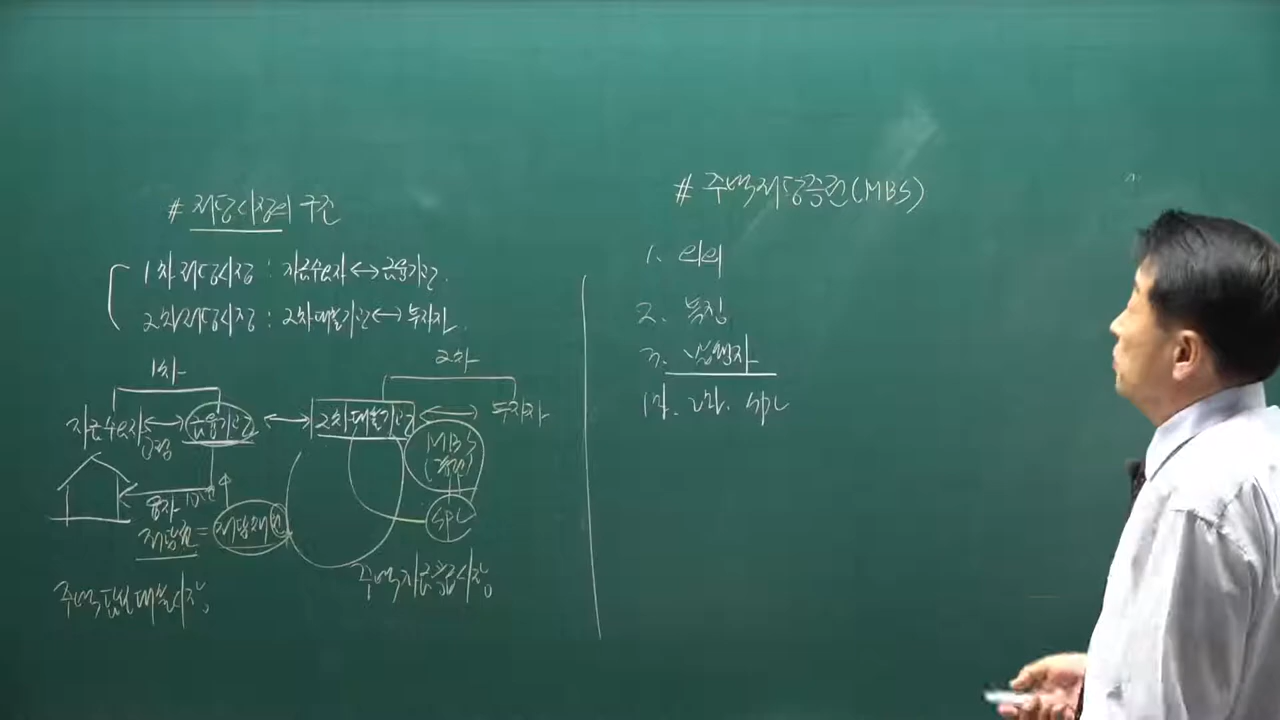 # 저당시장의 구조
1차 저당시장 : 자금수요자 ↔ 금융기관.
2차 저당시장 : 2차대출기관 ↔ 투자자.
1차
2차
자금수요자 ↔ 금융기관 ↔ 2차대출기관 ↔ 투자자
MBS
SPC
융자
저당권 = 저당채권
주택담보대출시장
주택자금공급시장
# 주택저당증권(MBS)
1. 의의
2. 특징
3. 발행자
SPC